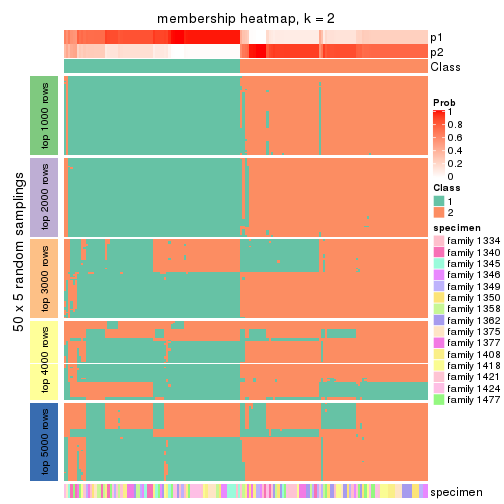 membership heatmap, k = 2
p1
p2
Class
50 x 5 random samplings
top 1000 rows
top 2000 rows
top 3000 rows
top 4000 rows
top 5000 rows
specimen
Prob
1
0.8
0.6
0.4
0.2
0
Class
1
2
specimen
family 1334
family 1340
family 1345
family 1346
family 1349
family 1350
family 1358
family 1362
family 1375
family 1377
family 1408
family 1418
family 1421
family 1424
family 1477